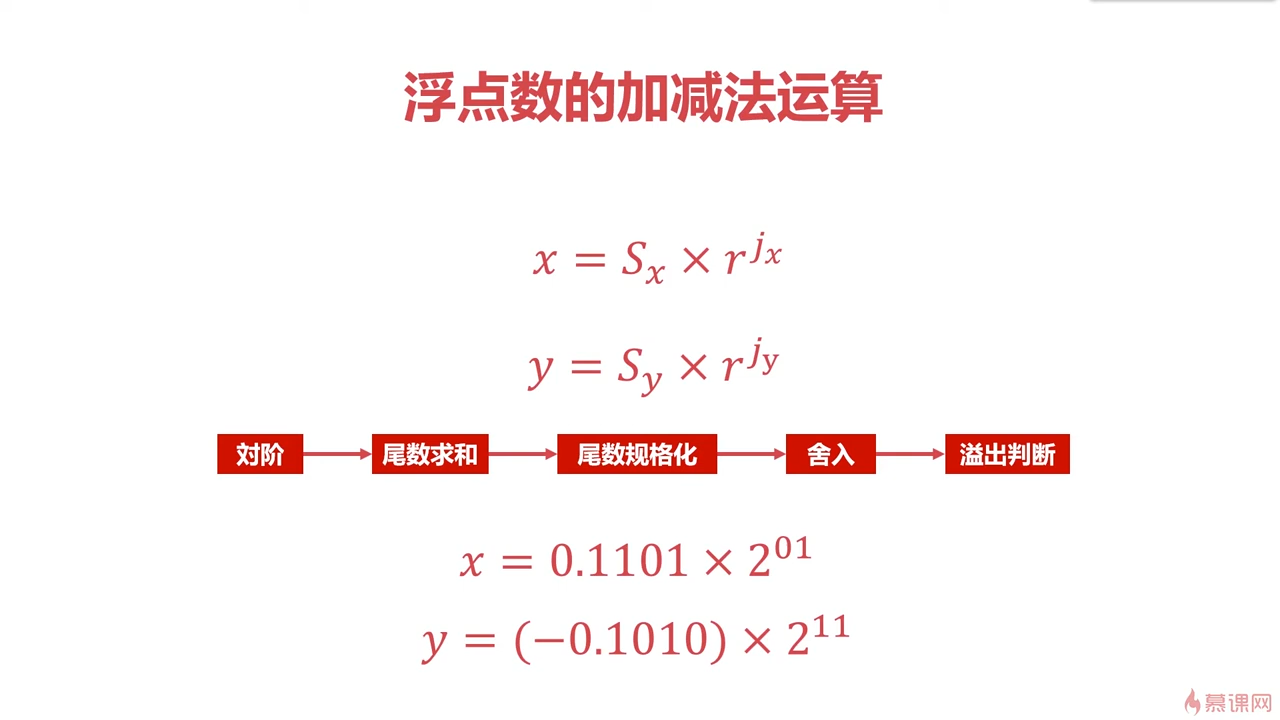 浮点数的加减法运算
x = Sₓ × r^{jₓ}
y = S_y × r^{j_y}
对阶 尾数求和 尾数规格化 舍入 溢出判断
x = 0.1101 × 2^{01}
y = (−0.1010) × 2^{11}
慕课网